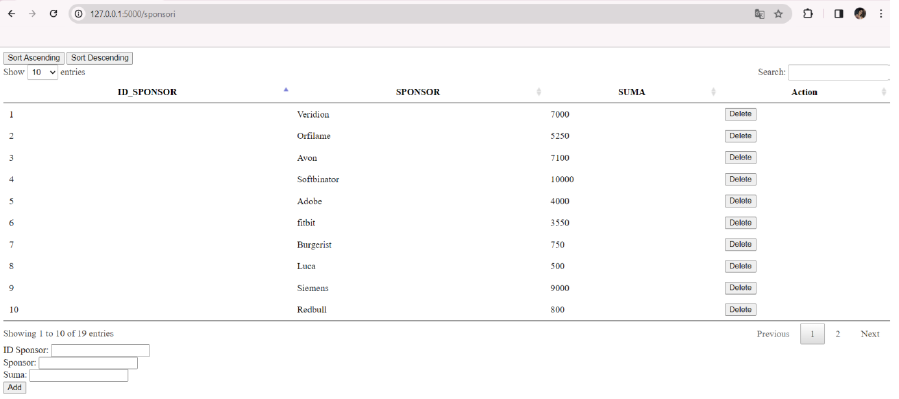 127.0.0.1:5000/sponsori
Sort Ascending Sort Descending
Show 10 entries Search:
ID_SPONSOR SPONSOR SUMA Action
1 Veridion 7000 Delete
2 Orfilame 5250 Delete
3 Avon 7100 Delete
4 Softbinator 10000 Delete
5 Adobe 4000 Delete
6 fitbit 3550 Delete
7 Burgerist 750 Delete
8 Luca 500 Delete
9 Siemens 9000 Delete
10 Redbull 800 Delete
Showing 1 to 10 of 19 entries Previous 1 2 Next
ID Sponsor:
Sponsor:
Suma:
Add